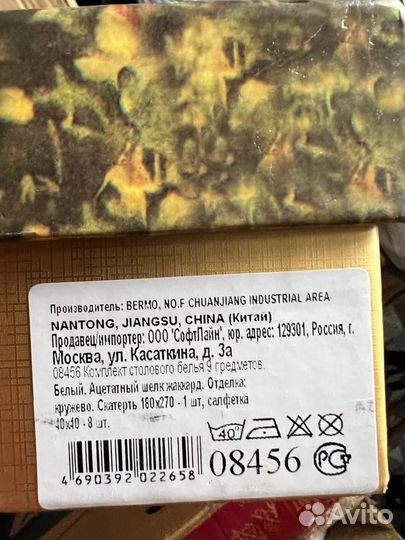 Производитель: BERMO, NO.F CHUANJIANG INDUSTRIAL AREA
NANTONG, JIANGSU, CHINA (Китай)
Продавец/импортер: ООО 'СофтЛайн', юр. адрес: 129301, Россия, г.
Москва, ул. Касаткина, д. 3а
08456 Комплект столового белья 9 предметов.
Белый. Ацетатный шелк жаккард. Отделка:
кружево. Скатерть 180х270 - 1 шт, салфетка
40х40 - 8 шт.
40°
4 690392 022658
08456
РСТ
Avito